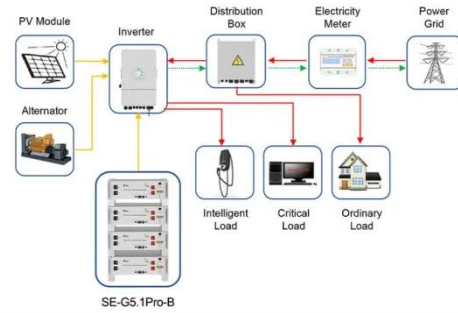 PV Module
Inverter
Distribution
Box
Electricity
Meter
Power
Grid
Alternator
Intelligent
Load
Critical
Load
Ordinary
Load
SE-G5.1Pro-B